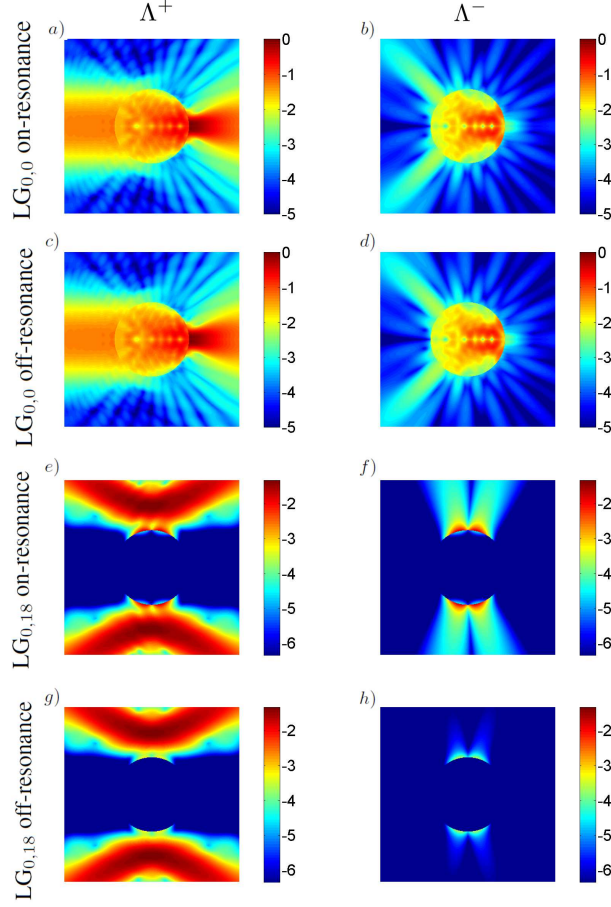 Λ⁺ Λ⁻
a) b)
LG₀,₀ on-resonance
0 0
-1 -1
-2 -2
-3 -3
-4 -4
-5 -5
c) d)
LG₀,₀ off-resonance
0 0
-1 -1
-2 -2
-3 -3
-4 -4
-5 -5
e) f)
LG₀,₁₈ on-resonance
-2 -2
-3 -3
-4 -4
-5 -5
-6 -6
g) h)
LG₀,₁₈ off-resonance
-2 -2
-3 -3
-4 -4
-5 -5
-6 -6